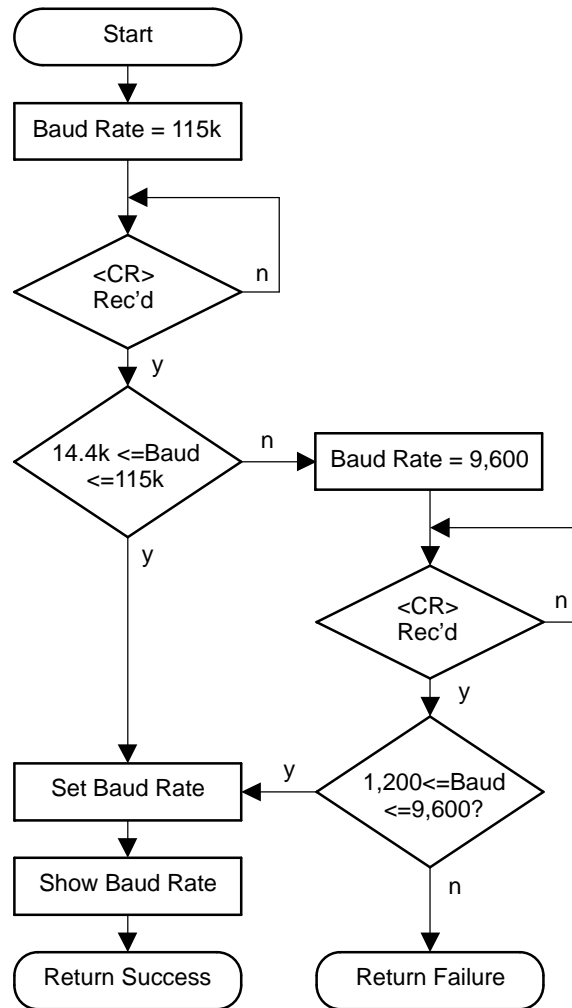 Start
Baud Rate = 115k
<CR>
Rec’d
n
y
14.4k <=Baud
<=115k
n
y
Baud Rate = 9,600
<CR>
Rec’d
n
y
1,200<=Baud
<=9,600?
y
n
Set Baud Rate
Show Baud Rate
Return Success
Return Failure